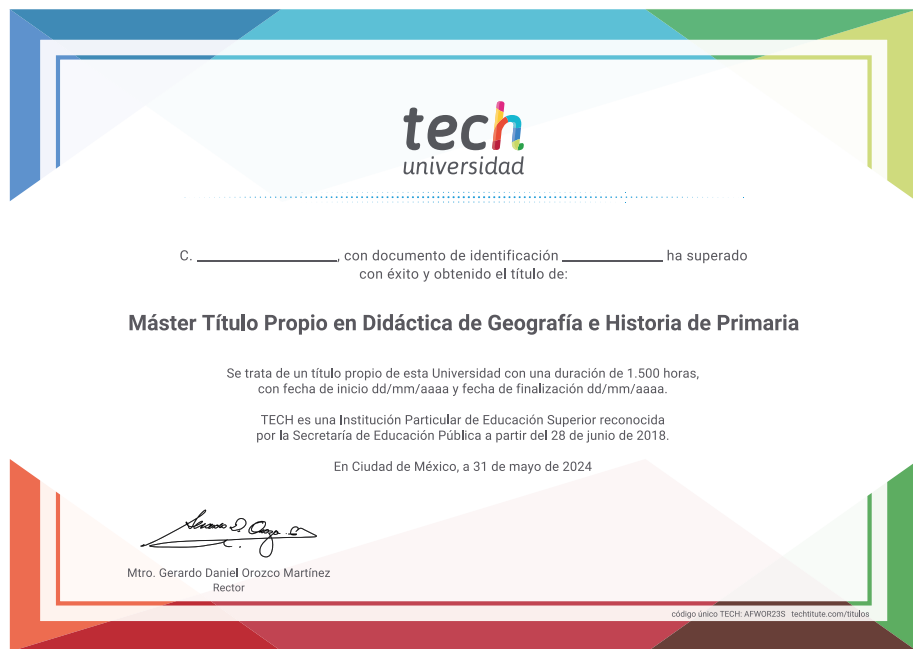 tech
universidad
C. __________________, con documento de identificación _____________ ha superado
con éxito y obtenido el título de:
Máster Título Propio en Didáctica de Geografía e Historia de Primaria
Se trata de un título propio de esta Universidad con una duración de 1.500 horas,
con fecha de inicio dd/mm/aaaa y fecha de finalización dd/mm/aaaa.
TECH es una Institución Particular de Educación Superior reconocida
por la Secretaría de Educación Pública a partir del 28 de junio de 2018.
En Ciudad de México, a 31 de mayo de 2024
Mtro. Gerardo Daniel Orozco Martínez
Rector
código único TECH: AFWOR23S techtitute.com/titulos